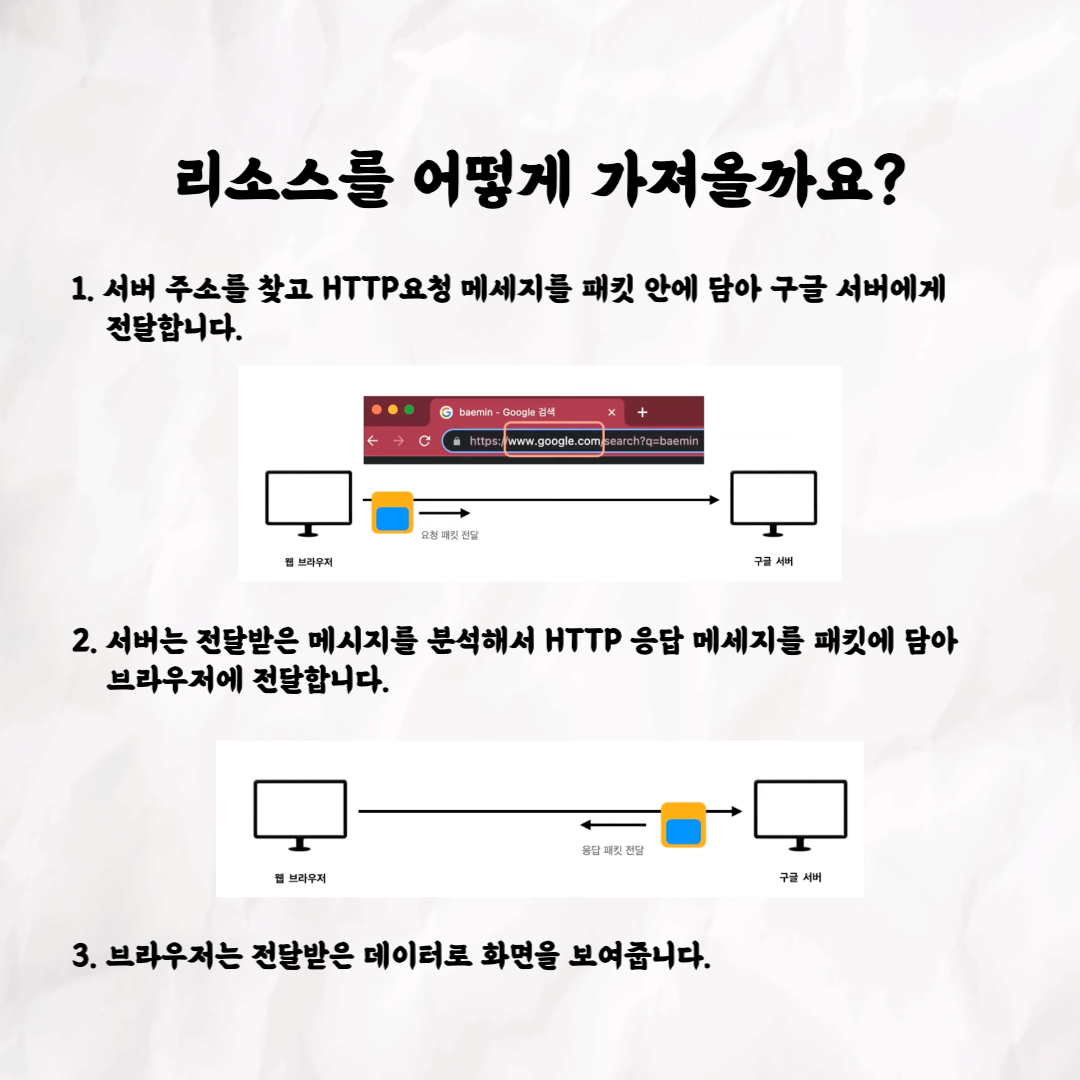 리소스를 어떻게 가져올까요?
1. 서버 주소를 찾고 HTTP요청 메세지를 패킷 안에 담아 구글 서버에게
전달합니다.
baemin - Google 검색
https://www.google.com/search?q=baemin
요청 패킷 전달
웹 브라우저
구글 서버
2. 서버는 전달받은 메시지를 분석해서 HTTP 응답 메세지를 패킷에 담아
브라우저에 전달합니다.
응답 패킷 전달
웹 브라우저
구글 서버
3. 브라우저는 전달받은 데이터로 화면을 보여줍니다.